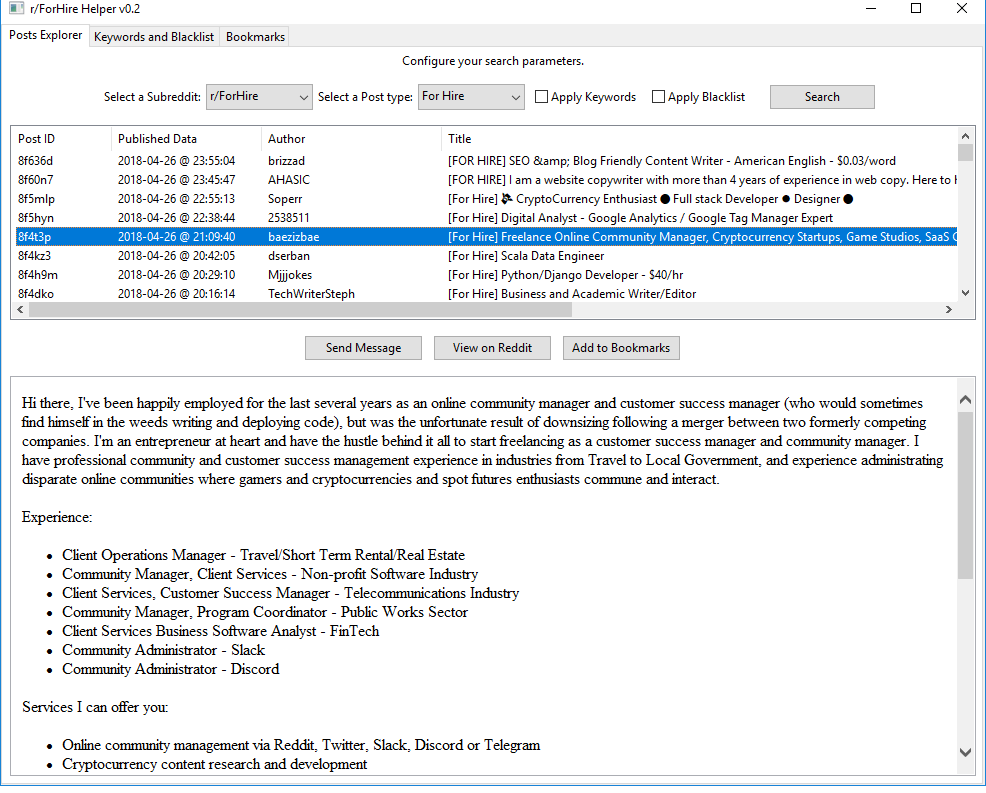 r/ForHire Helper v0.2
Posts Explorer Keywords and Blacklist Bookmarks
Configure your search parameters.
Select a Subreddit: r/ForHire Select a Post type: For Hire Apply Keywords Apply Blacklist Search
Post ID Published Data Author Title
8f636d 2018-04-26 @ 23:55:04 brizzad [FOR HIRE] SEO &amp; Blog Friendly Content Writer - American English - $0.03/word
8f60n7 2018-04-26 @ 23:45:47 AHASIC [FOR HIRE] I am a website copywriter with more than 4 years of experience in web copy. Here to
8f5mlp 2018-04-26 @ 22:55:13 Soperr [For Hire] 💸 CryptoCurrency Enthusiast ● Full stack Developer ● Designer ●
8f5hyn 2018-04-26 @ 22:38:44 2538511 [For Hire] Digital Analyst - Google Analytics / Google Tag Manager Expert
8f4t3p 2018-04-26 @ 21:09:40 baezizbae [For Hire] Freelance Online Community Manager, Cryptocurrency Startups, Game Studios, SaaS
8f4kz3 2018-04-26 @ 20:42:05 dserban [For Hire] Scala Data Engineer
8f4h9m 2018-04-26 @ 20:29:10 Mjjjokes [For Hire] Python/Django Developer - $40/hr
8f4dko 2018-04-26 @ 20:16:14 TechWriterSteph [For Hire] Business and Academic Writer/Editor
Send Message View on Reddit Add to Bookmarks
Hi there, I've been happily employed for the last several years as an online community manager and customer success manager (who would sometimes
find himself in the weeds writing and deploying code), but was the unfortunate result of downsizing following a merger between two formerly competing
companies. I'm an entrepreneur at heart and have the hustle behind it all to start freelancing as a customer success manager and community manager. I
have professional community and customer success management experience in industries from Travel to Local Government, and experience administrating
disparate online communities where gamers and cryptocurrencies and spot futures enthusiasts commune and interact.
Experience:
• Client Operations Manager - Travel/Short Term Rental/Real Estate
• Community Manager, Client Services - Non-profit Software Industry
• Client Services, Customer Success Manager - Telecommunications Industry
• Community Manager, Program Coordinator - Public Works Sector
• Client Services Business Software Analyst - FinTech
• Community Administrator - Slack
• Community Administrator - Discord
Services I can offer you:
• Online community management via Reddit, Twitter, Slack, Discord or Telegram
• Cryptocurrency content research and development